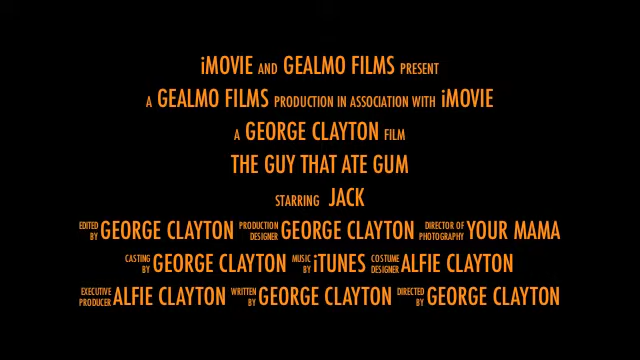 iMOVIE AND GEALMO FILMS PRESENT
A GEALMO FILMS PRODUCTION IN ASSOCIATION WITH iMOVIE
A GEORGE CLAYTON FILM
THE GUY THAT ATE GUM
STARRING JACK
EDITED BY GEORGE CLAYTON PRODUCTION DESIGNER GEORGE CLAYTON DIRECTOR OF PHOTOGRAPHY YOUR MAMA
CASTING BY GEORGE CLAYTON MUSIC BY iTUNES COSTUME DESIGNER ALFIE CLAYTON
EXECUTIVE PRODUCER ALFIE CLAYTON WRITTEN BY GEORGE CLAYTON DIRECTED BY GEORGE CLAYTON